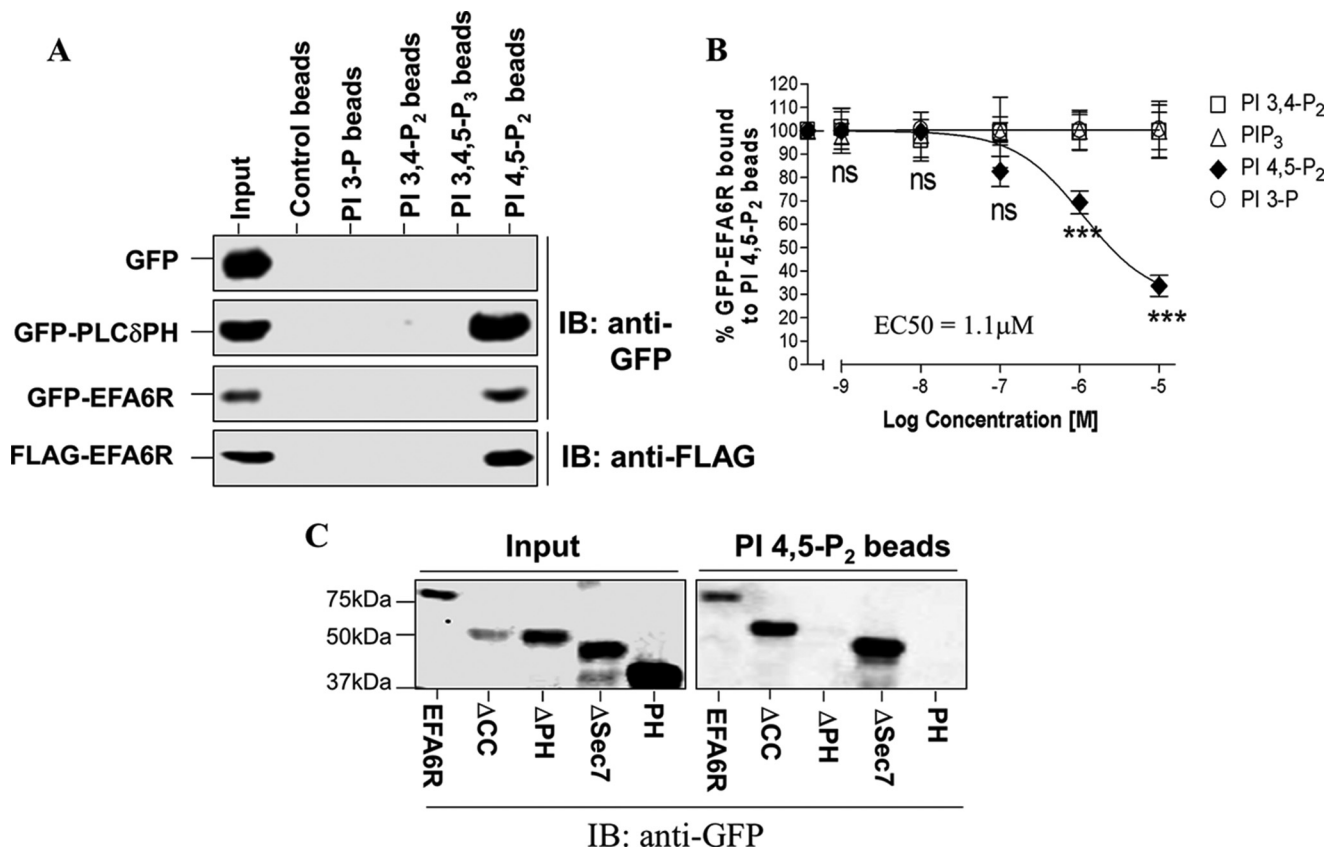 A
Input
Control beads
PI 3-P beads
PI 3,4-P2 beads
PI 3,4,5-P3 beads
PI 4,5-P2 beads
GFP
GFP-PLCδPH
GFP-EFA6R
FLAG-EFA6R
IB: anti-
GFP
IB: anti-FLAG
B
% GFP-EFA6R bound
to PI 4,5-P2 beads
120
110
100
90
80
70
60
50
40
30
20
10
0
ns
ns
ns
***
***
EC50 = 1.1µM
-9
-8
-7
-6
-5
Log Concentration [M]
PI 3,4-P2
PIP3
PI 4,5-P2
PI 3-P
C
Input
PI 4,5-P2 beads
75kDa
50kDa
37kDa
EFA6R
ΔCC
ΔPH
ΔSec7
PH
EFA6R
ΔCC
ΔPH
ΔSec7
PH
IB: anti-GFP